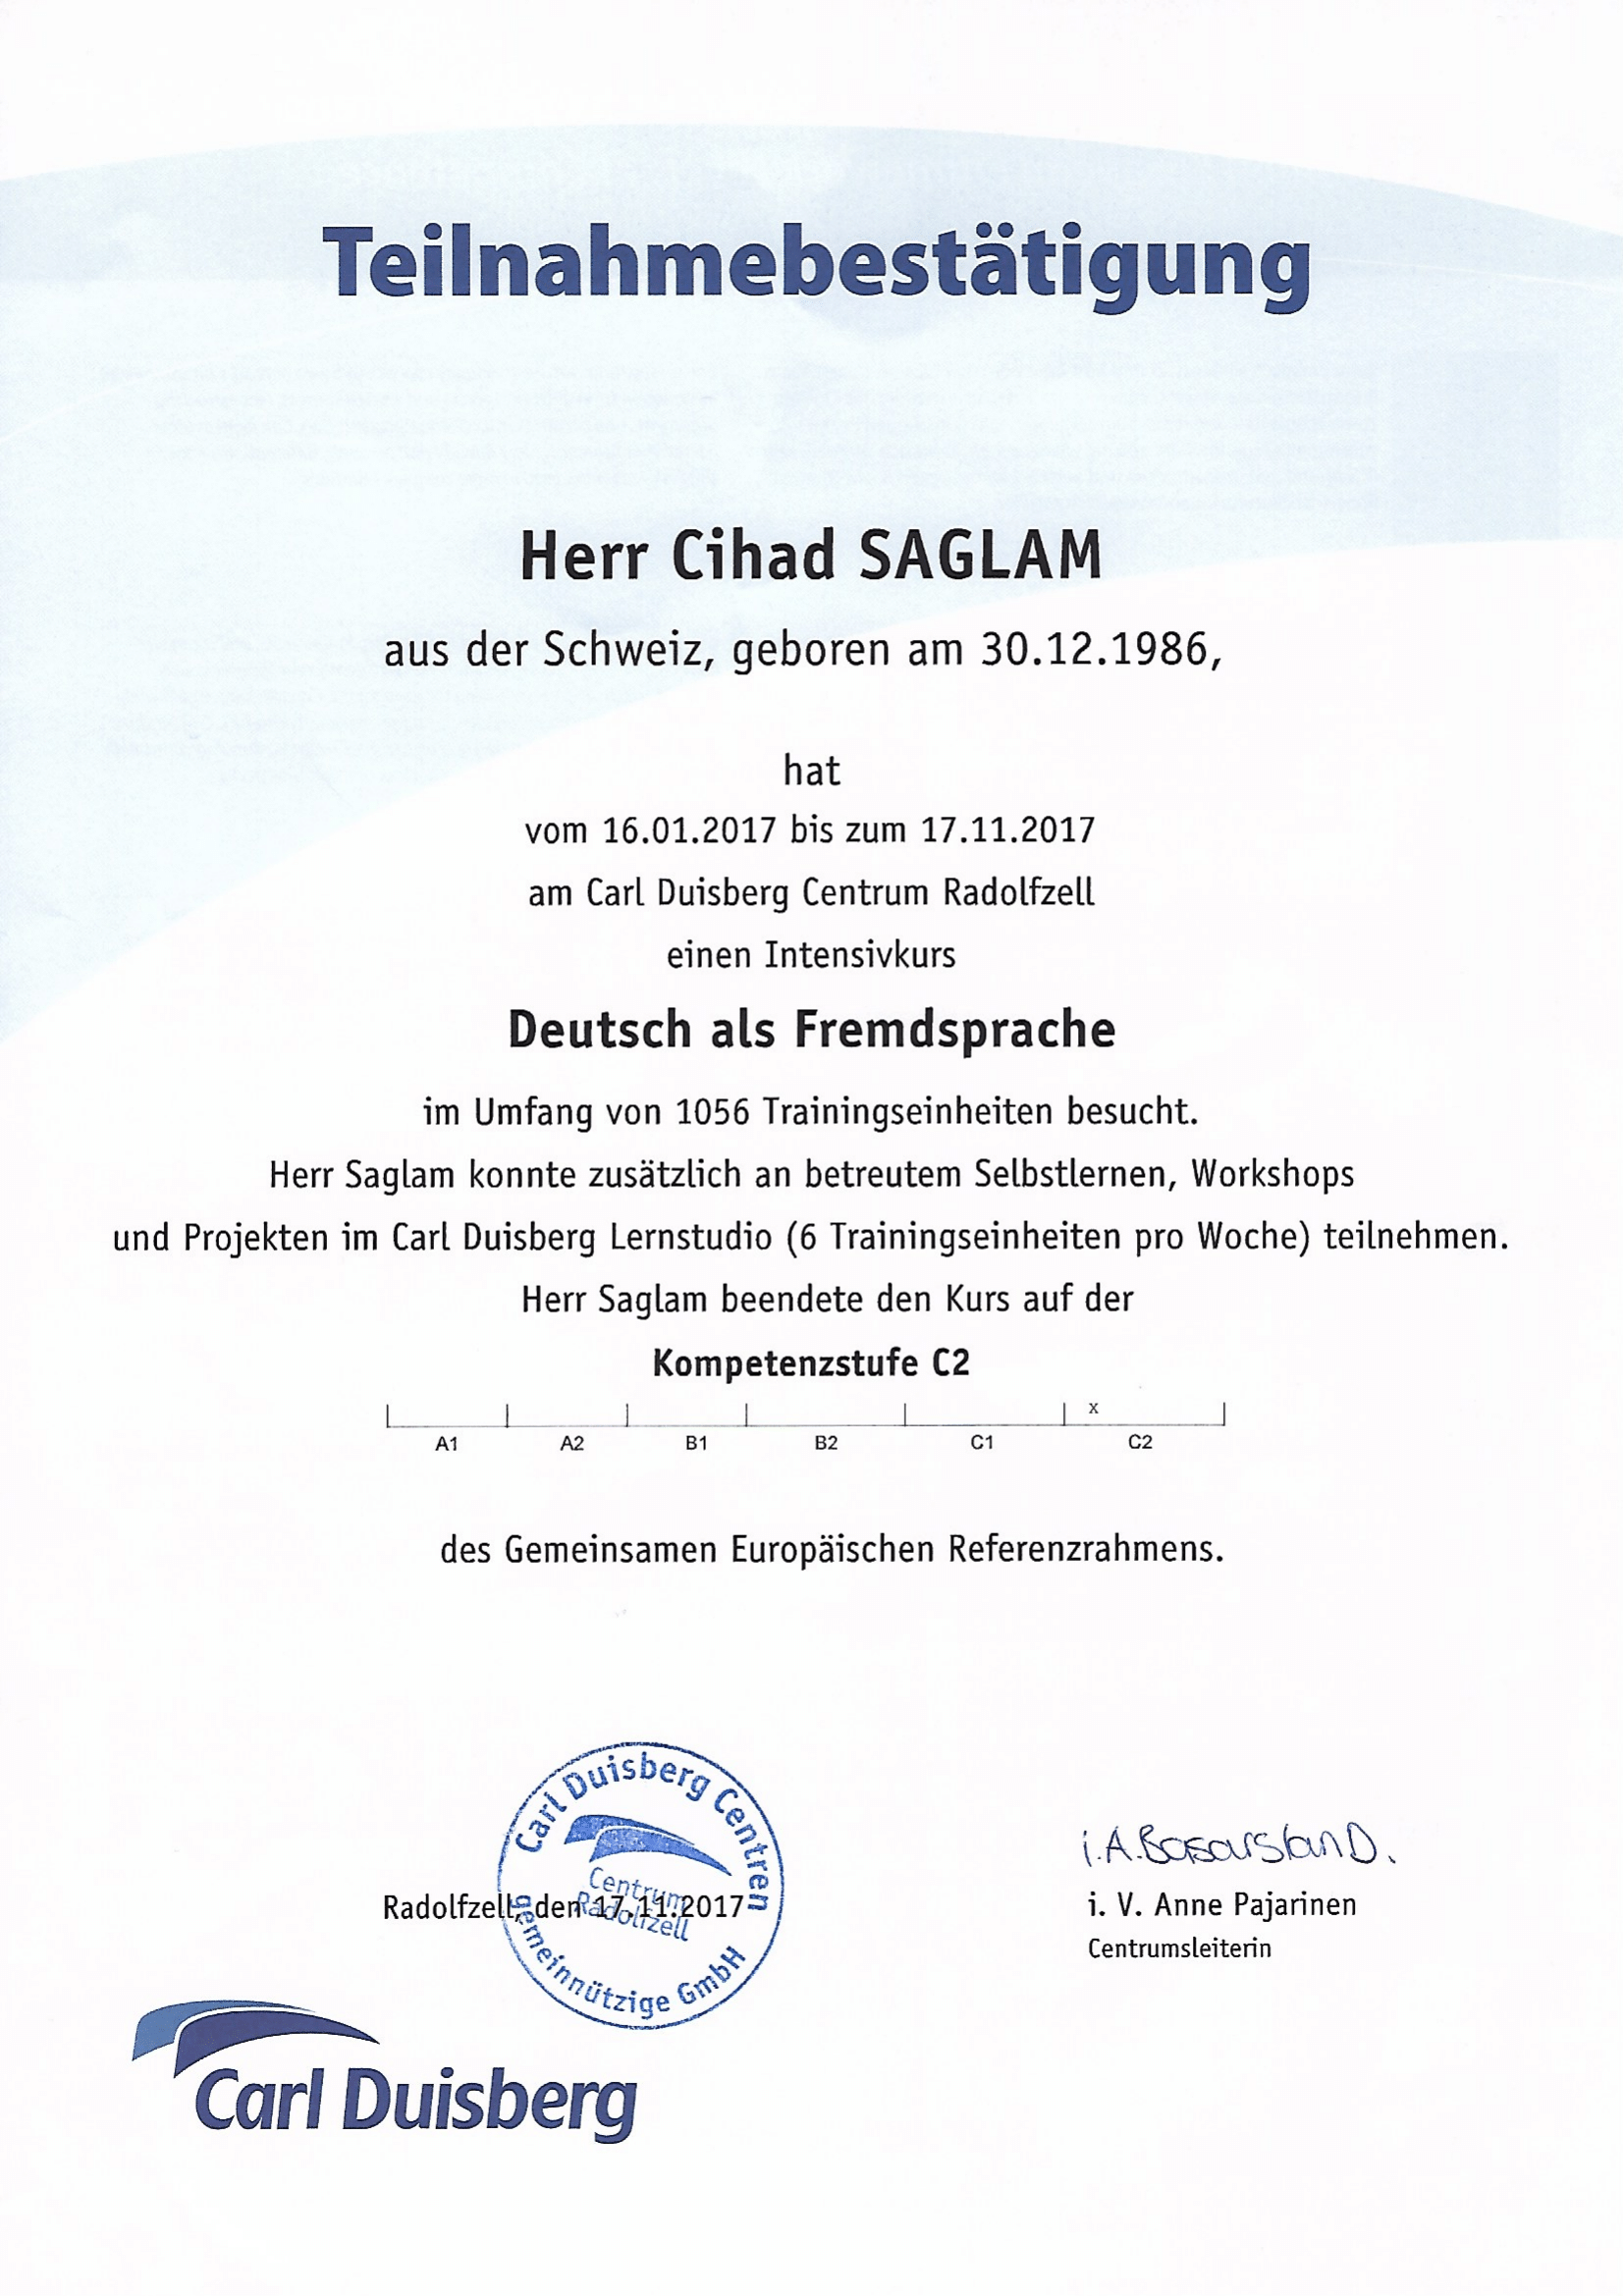 Teilnahmebestätigung
Herr Cihad SAGLAM
aus der Schweiz, geboren am 30.12.1986,
hat
vom 16.01.2017 bis zum 17.11.2017
am Carl Duisberg Centrum Radolfzell
einen Intensivkurs
Deutsch als Fremdsprache
im Umfang von 1056 Trainingseinheiten besucht.
Herr Saglam konnte zusätzlich an betreutem Selbstlernen, Workshops
und Projekten im Carl Duisberg Lernstudio (6 Trainingseinheiten pro Woche) teilnehmen.
Herr Saglam beendete den Kurs auf der
Kompetenzstufe C2
x
A1 A2 B1 B2 C1 C2
des Gemeinsamen Europäischen Referenzrahmens.
Carl Duisberg Centren
Centrum
Radolfzell
gemeinnützige GmbH
Radolfzell, den 17.11.2017
i.A.
i. V. Anne Pajarinen
Centrumsleiterin
Carl Duisberg